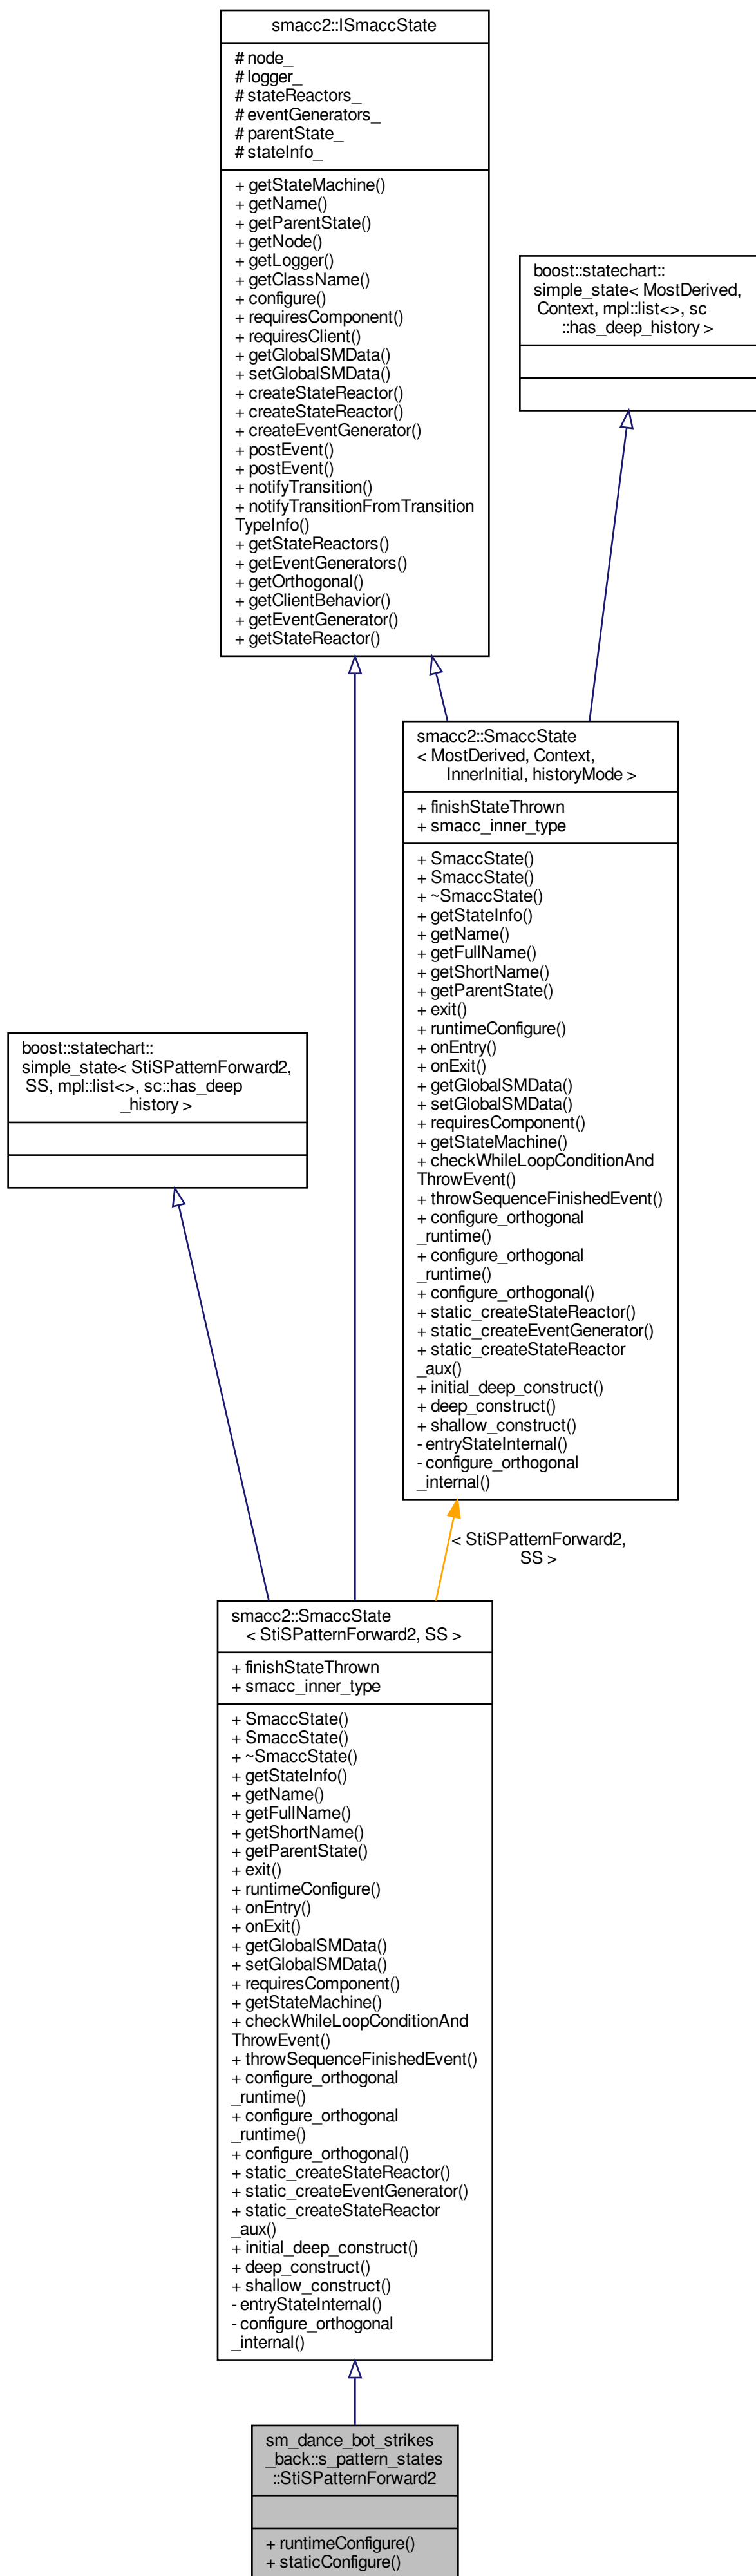 smacc2::ISmaccState
# node_
# logger_
# stateReactors_
# eventGenerators_
# parentState_
# stateInfo_
+ getStateMachine()
+ getName()
+ getParentState()
+ getNode()
+ getLogger()
+ getClassName()
+ configure()
+ requiresComponent()
+ requiresClient()
+ getGlobalSMData()
+ setGlobalSMData()
+ createStateReactor()
+ createStateReactor()
+ createEventGenerator()
+ postEvent()
+ postEvent()
+ notifyTransition()
+ notifyTransitionFromTransition
TypeInfo()
+ getStateReactors()
+ getEventGenerators()
+ getOrthogonal()
+ getClientBehavior()
+ getEventGenerator()
+ getStateReactor()
boost::statechart::
simple_state< MostDerived,
Context, mpl::list<>, sc
::has_deep_history >
smacc2::SmaccState
< MostDerived, Context,
InnerInitial, historyMode >
+ finishStateThrown
+ smacc_inner_type
+ SmaccState()
+ SmaccState()
+ ~SmaccState()
+ getStateInfo()
+ getName()
+ getFullName()
+ getShortName()
+ getParentState()
+ exit()
+ runtimeConfigure()
+ onEntry()
+ onExit()
+ getGlobalSMData()
+ setGlobalSMData()
+ requiresComponent()
+ getStateMachine()
+ checkWhileLoopConditionAnd
ThrowEvent()
+ throwSequenceFinishedEvent()
+ configure_orthogonal
_runtime()
+ configure_orthogonal
_runtime()
+ configure_orthogonal()
+ static_createStateReactor()
+ static_createEventGenerator()
+ static_createStateReactor
_aux()
+ initial_deep_construct()
+ deep_construct()
+ shallow_construct()
- entryStateInternal()
- configure_orthogonal
_internal()
boost::statechart::
simple_state< StiSPatternForward2,
SS, mpl::list<>, sc::has_deep
_history >
< StiSPatternForward2,
SS >
smacc2::SmaccState
< StiSPatternForward2, SS >
+ finishStateThrown
+ smacc_inner_type
+ SmaccState()
+ SmaccState()
+ ~SmaccState()
+ getStateInfo()
+ getName()
+ getFullName()
+ getShortName()
+ getParentState()
+ exit()
+ runtimeConfigure()
+ onEntry()
+ onExit()
+ getGlobalSMData()
+ setGlobalSMData()
+ requiresComponent()
+ getStateMachine()
+ checkWhileLoopConditionAnd
ThrowEvent()
+ throwSequenceFinishedEvent()
+ configure_orthogonal
_runtime()
+ configure_orthogonal
_runtime()
+ configure_orthogonal()
+ static_createStateReactor()
+ static_createEventGenerator()
+ static_createStateReactor
_aux()
+ initial_deep_construct()
+ deep_construct()
+ shallow_construct()
- entryStateInternal()
- configure_orthogonal
_internal()
sm_dance_bot_strikes
_back::s_pattern_states
::StiSPatternForward2
+ runtimeConfigure()
+ staticConfigure()